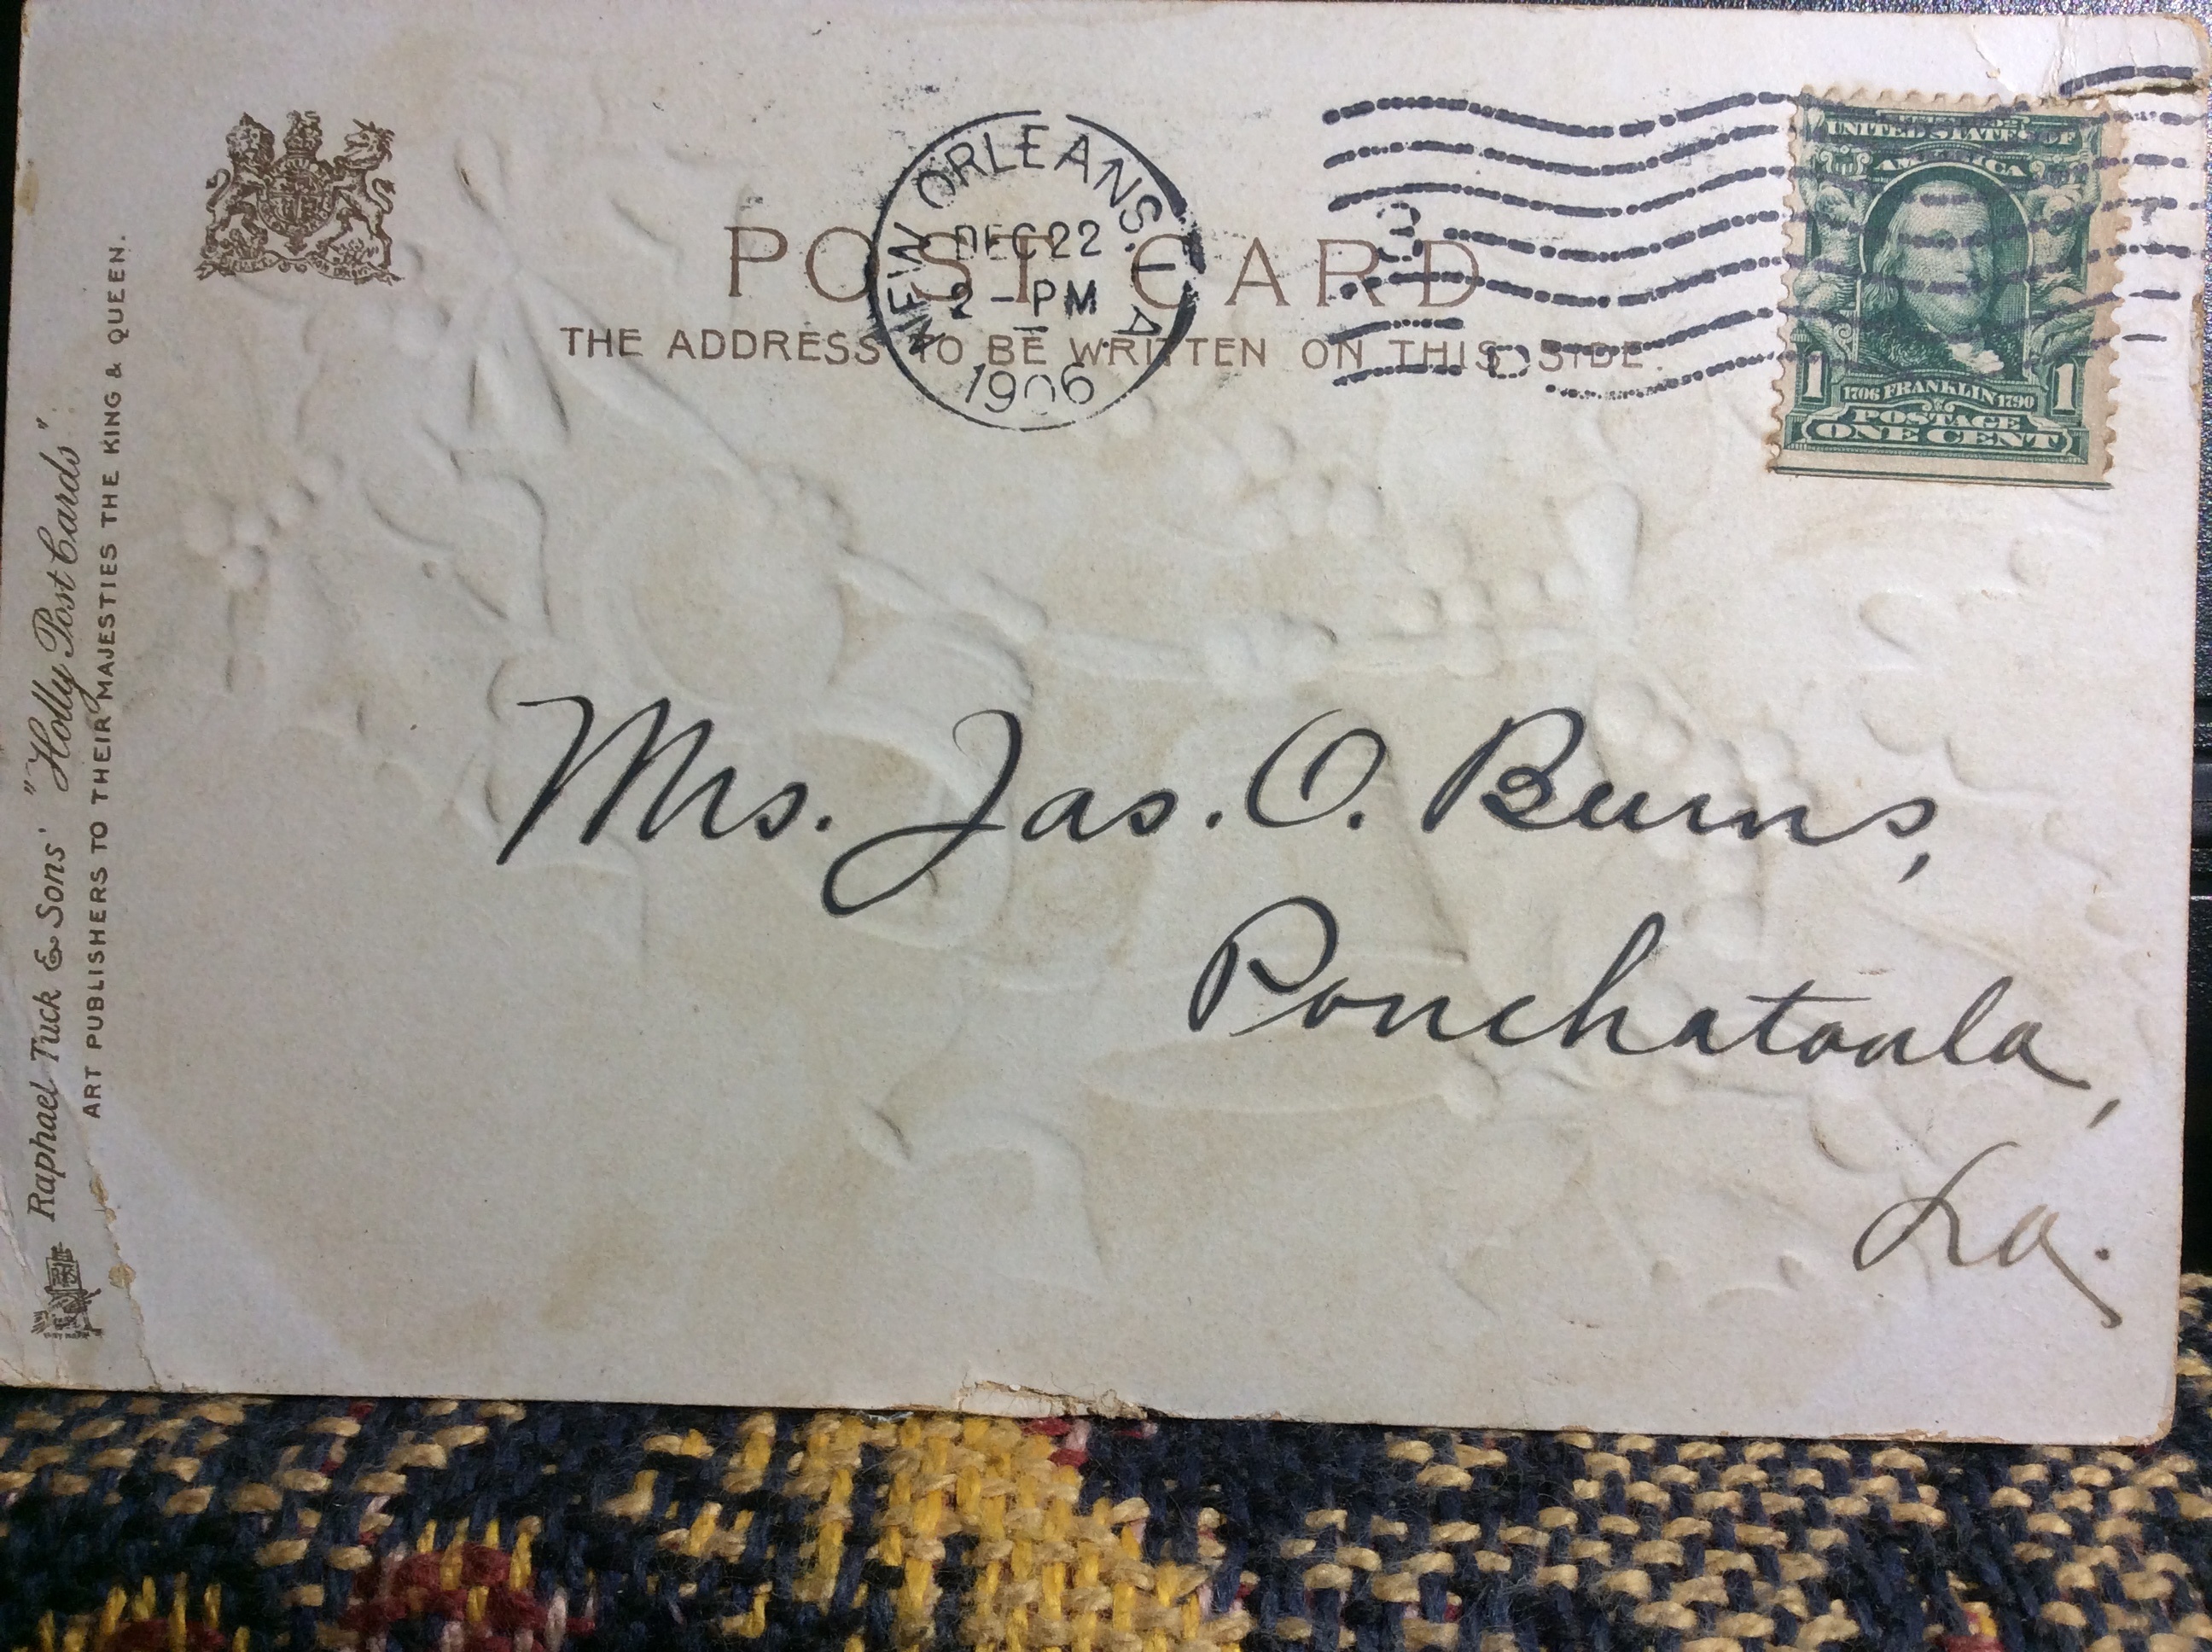 POST CARD
THE ADDRESS TO BE WRITTEN ON THIS SIDE.
NEW ORLEANS. LA.
DEC 22
2 - PM
1906
3
UNITED STATES OF
AMERICA
1 1
1706 FRANKLIN 1790
POSTAGE
ONE CENT
Mrs. Jas. O. Burns,
Ponchatoula,
La.
Raphael Tuck & Sons' "Holly Post Cards"
ART PUBLISHERS TO THEIR MAJESTIES THE KING & QUEEN.